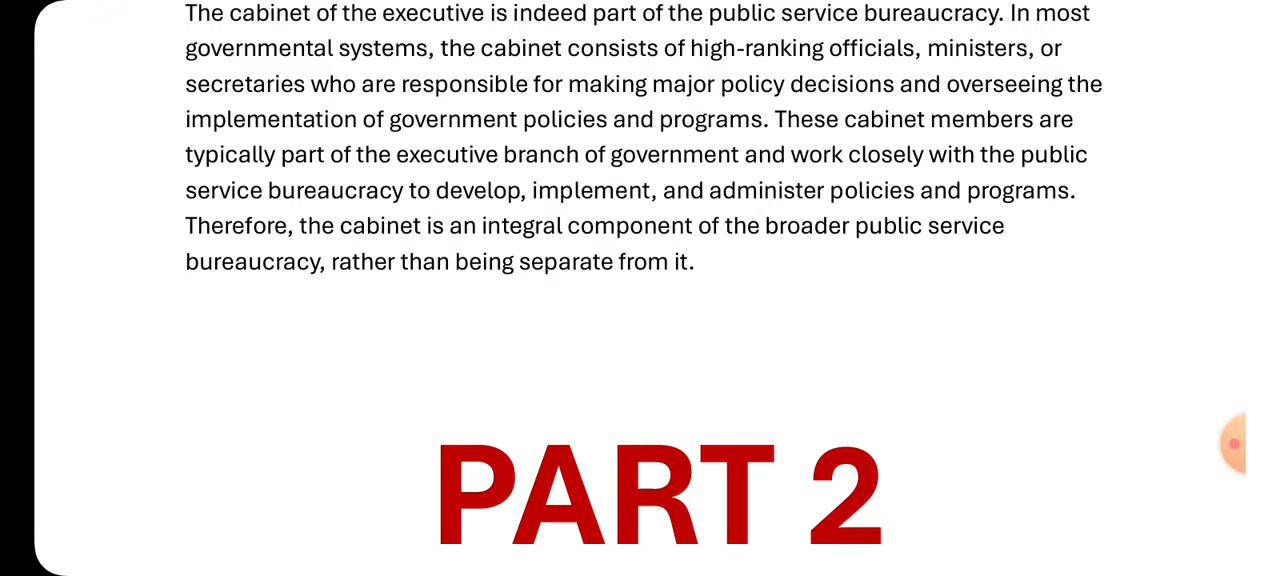 The cabinet of the executive is indeed part of the public service bureaucracy. In most
governmental systems, the cabinet consists of high-ranking officials, ministers, or
secretaries who are responsible for making major policy decisions and overseeing the
implementation of government policies and programs. These cabinet members are
typically part of the executive branch of government and work closely with the public
service bureaucracy to develop, implement, and administer policies and programs.
Therefore, the cabinet is an integral component of the broader public service
bureaucracy, rather than being separate from it.
PART 2